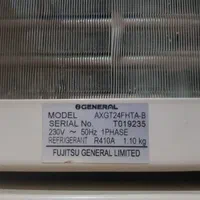 GENERAL
MODEL AXGT24FHTA-B
SERIAL No. T019235
230V ~ 50Hz 1PHASE
REFRIGERANT R410A 1.10 kg
FUJITSU GENERAL LIMITED